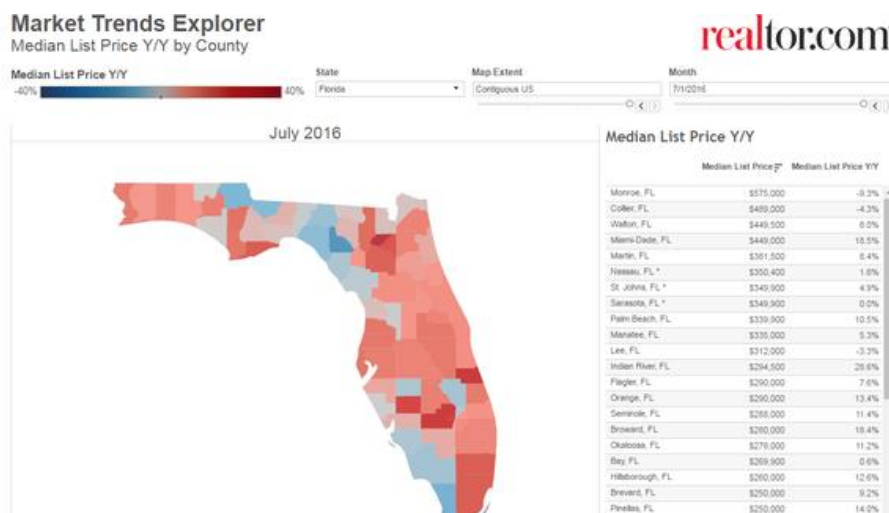 Market Trends Explorer
Median List Price Y/Y by County
realtor.com
Median List Price Y/Y
-40% 40%
State
Florida
Map Extent
Contiguous US
Month
7/1/2016
July 2016
Median List Price Y/Y
Median List Price Median List Price Y/Y
Monroe, FL $575,000 -9.3%
Collier, FL $489,000 -4.3%
Walton, FL $449,500 6.0%
Miami-Dade, FL $449,000 18.5%
Martin, FL $361,500 6.4%
Nassau, FL * $350,400 1.6%
St. Johns, FL * $349,900 4.9%
Sarasota, FL * $349,900 0.0%
Palm Beach, FL $339,900 10.5%
Manatee, FL $335,000 5.3%
Lee, FL $312,000 -3.3%
Indian River, FL $294,500 28.6%
Flagler, FL $290,000 7.6%
Orange, FL $290,000 13.4%
Seminole, FL $288,000 11.4%
Broward, FL $280,000 18.4%
Okaloosa, FL $278,000 11.2%
Bay, FL $269,900 0.6%
Hillsborough, FL $260,000 12.6%
Brevard, FL $250,000 9.2%
Pinellas, FL $250,000 14.0%